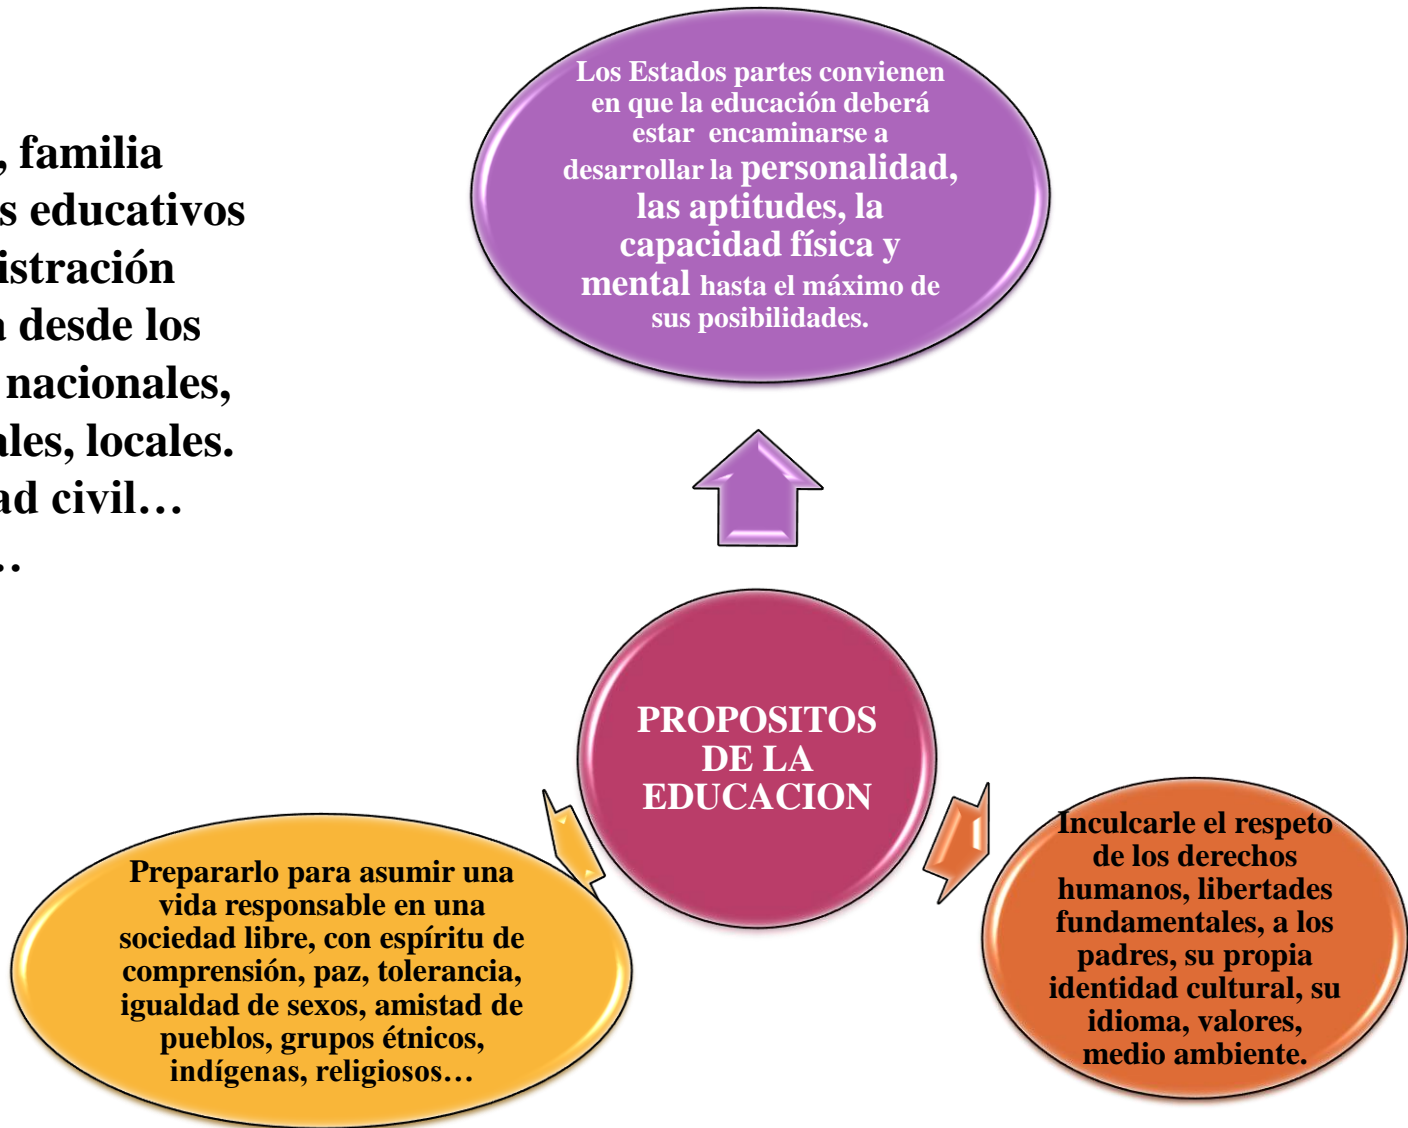 , familia
s educativos
istración
a desde los
nacionales,
ales, locales.
ad civil…
…
Los Estados partes convienen
en que la educación deberá
estar encaminarse a
desarrollar la personalidad,
las aptitudes, la
capacidad física y
mental hasta el máximo de
sus posibilidades.
PROPOSITOS
DE LA
EDUCACION
Prepararlo para asumir una
vida responsable en una
sociedad libre, con espíritu de
comprensión, paz, tolerancia,
igualdad de sexos, amistad de
pueblos, grupos étnicos,
indígenas, religiosos…
Inculcarle el respeto
de los derechos
humanos, libertades
fundamentales, a los
padres, su propia
identidad cultural, su
idioma, valores,
medio ambiente.